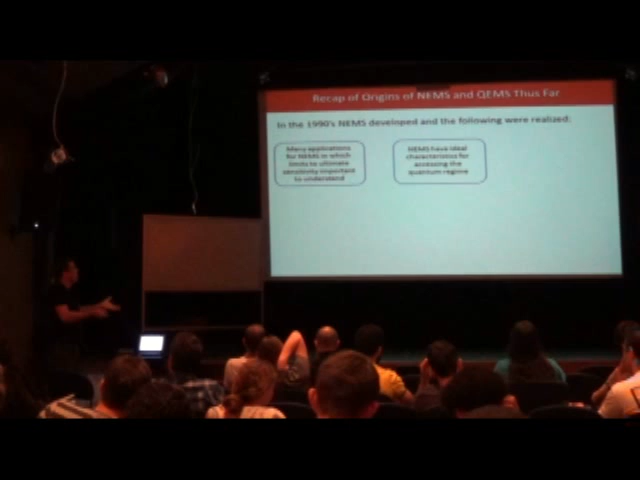 Recap of Origins of NEMS and QEMS Thus Far
In the 1990's NEMS developed and the following were realized:
Many applications
for NEMS in which
limits to ultimate
sensitivity important
to understand
NEMS have ideal
characteristics for
accessing the
quantum regime